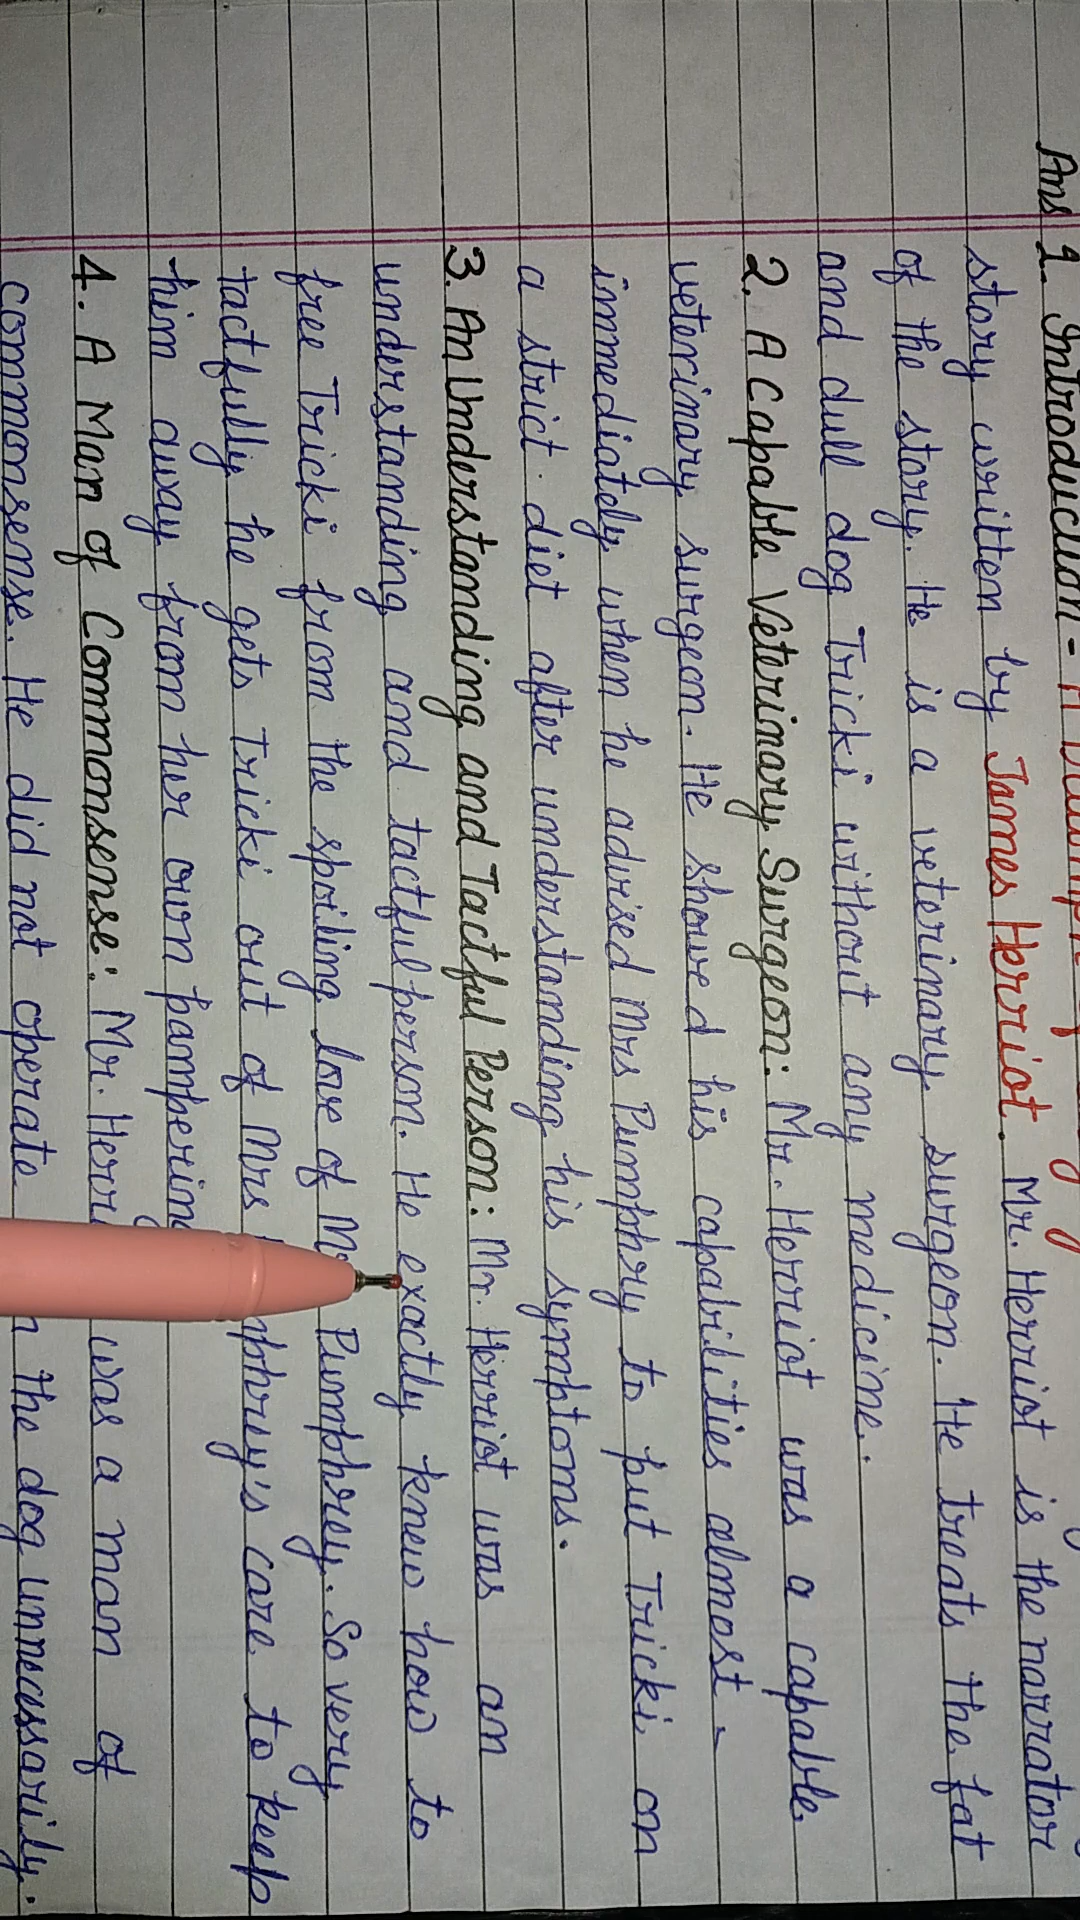 Ans 1. Introduction - A Triumph of Surgery
story written by James Herriot. Mr. Herriot is the narrator
of the story. He is a veterinary surgeon. He treats the fat
and dull dog Tricki without any medicine.
2. A Capable Veterinary Surgeon: Mr. Herriot was a capable
veterinary surgeon. He showed his capabilities almost
immediately when he advised Mrs Pumphry to put Tricki on
a strict diet after understanding his symptoms.
3. An Understanding and Tactful Person: Mr. Herriot was an
understanding and tactful person. He exactly knew how to
free Tricki from the spoiling love of Pumphrey. So very
tactfully he gets Tricki out of Mrs mphrey's care to keep
him away from her own pampering
4. A Man of Commonsense: Mr. Herri was a man of
commonsense. He did not operate the dog unnecessarily.